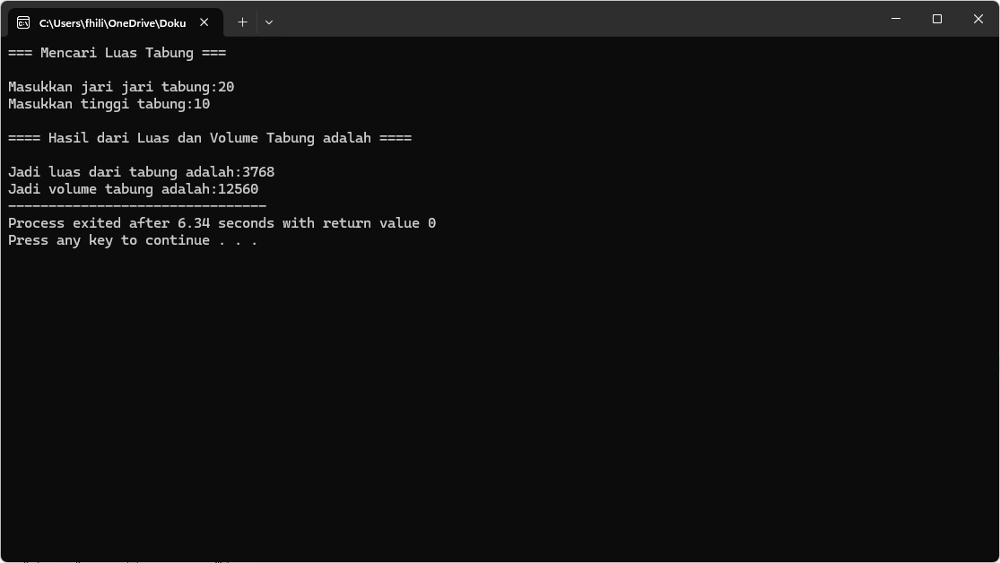 C:\Users\fhili\OneDrive\Doku
=== Mencari Luas Tabung ===
Masukkan jari jari tabung:20
Masukkan tinggi tabung:10
==== Hasil dari Luas dan Volume Tabung adalah ====
Jadi luas dari tabung adalah:3768
Jadi volume tabung adalah:12560
--------------------------------
Process exited after 6.34 seconds with return value 0
Press any key to continue . . .